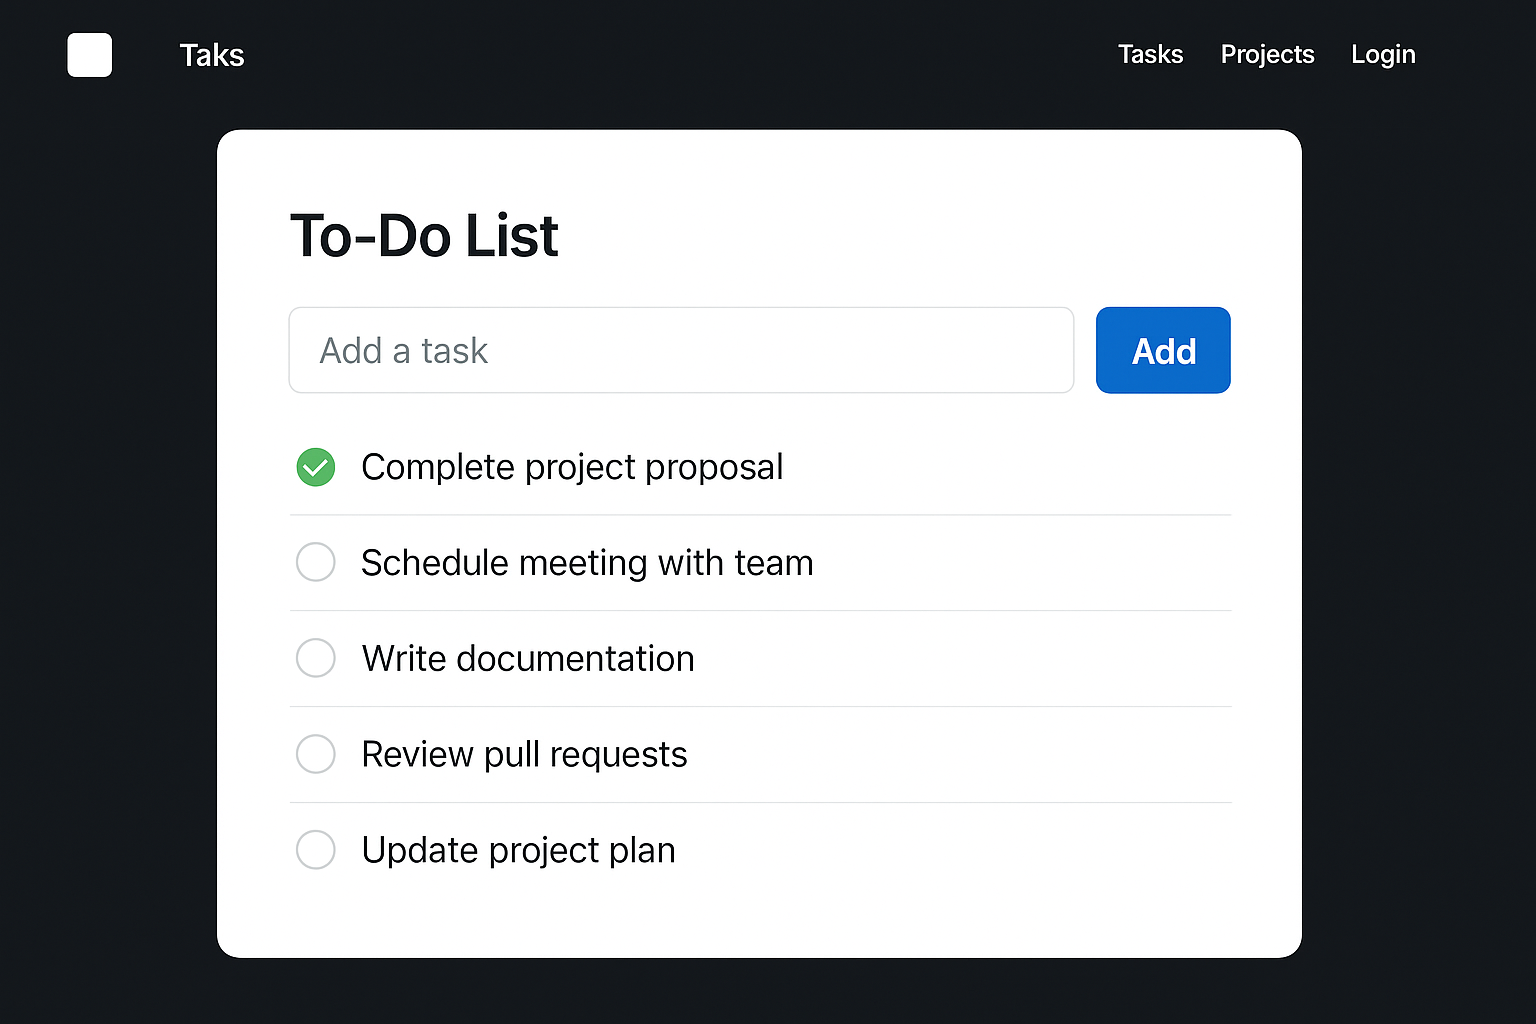 Taks
Tasks
Projects
Login
To-Do List
Add a task
Add
Complete project proposal
Schedule meeting with team
Write documentation
Review pull requests
Update project plan